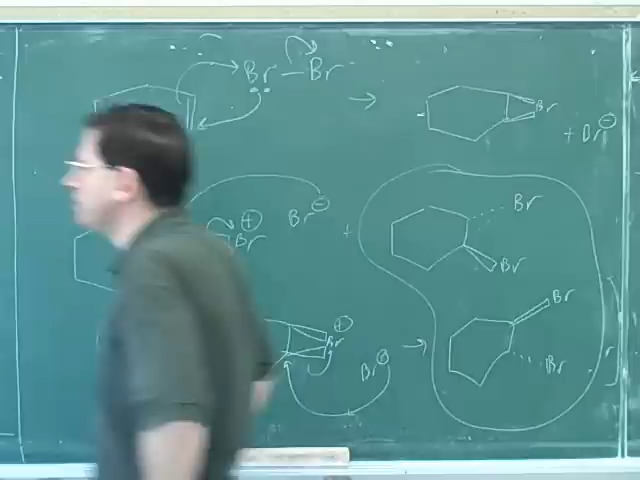 Br — Br
→ Br
+ Br⊖
⊕ Br Br⊖ + Br
Br
⊕ Br Br⊖ → Br
Br